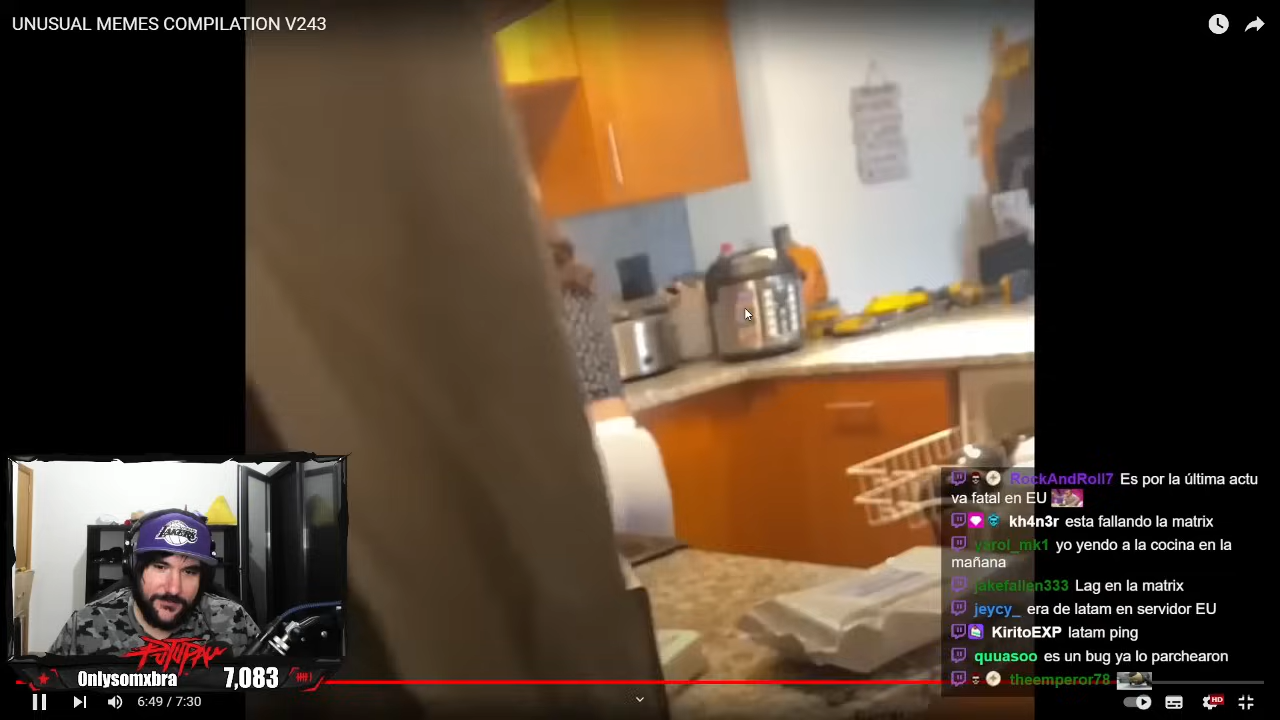 UNUSUAL MEMES COMPILATION V243
RockAndRoll7 Es por la última actu
va fatal en EU
kh4n3r esta fallando la matrix
yarol_mk1 yo yendo a la cocina en la
mañana
jakefallen333 Lag en la matrix
jeycy_ era de latam en servidor EU
KiritoEXP latam ping
quuasoo es un bug ya lo parchearon
theemperor78
LAKERS
Onlysomxbra 7,083
6:49 / 7:30
HD